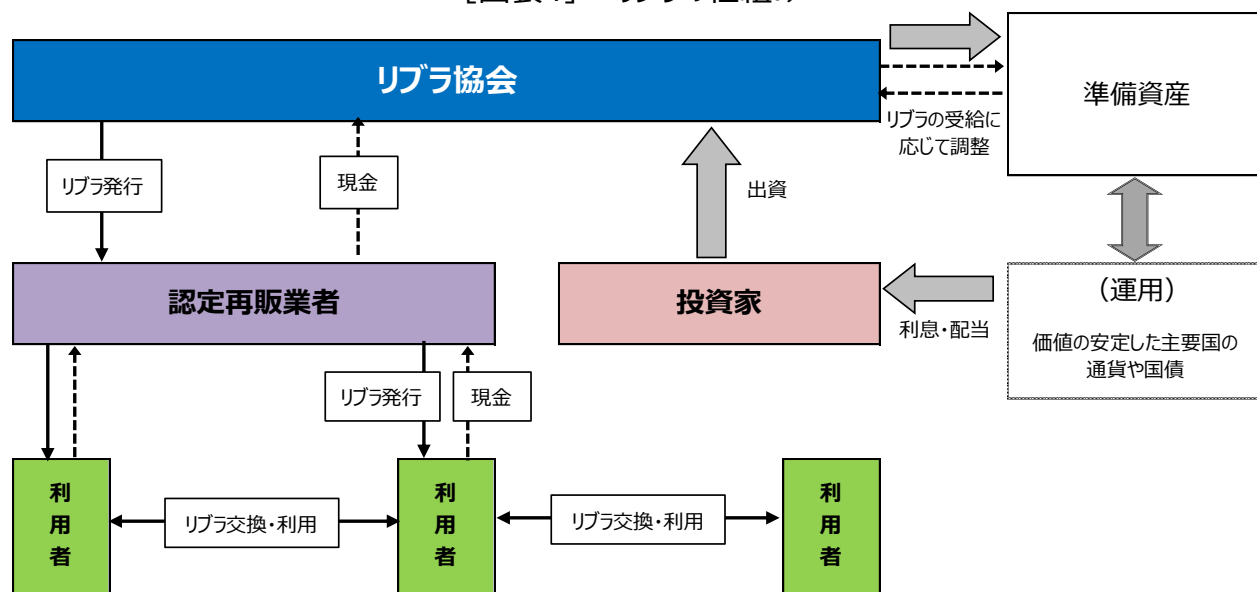 リブラ協会
準備資産
リブラの受給に
応じて調整
リブラ発行
現金
出資
認定再販業者
投資家
利息・配当
（運用）
価値の安定した主要国の
通貨や国債
リブラ発行
現金
利用者
リブラ交換・利用
利用者
リブラ交換・利用
利用者